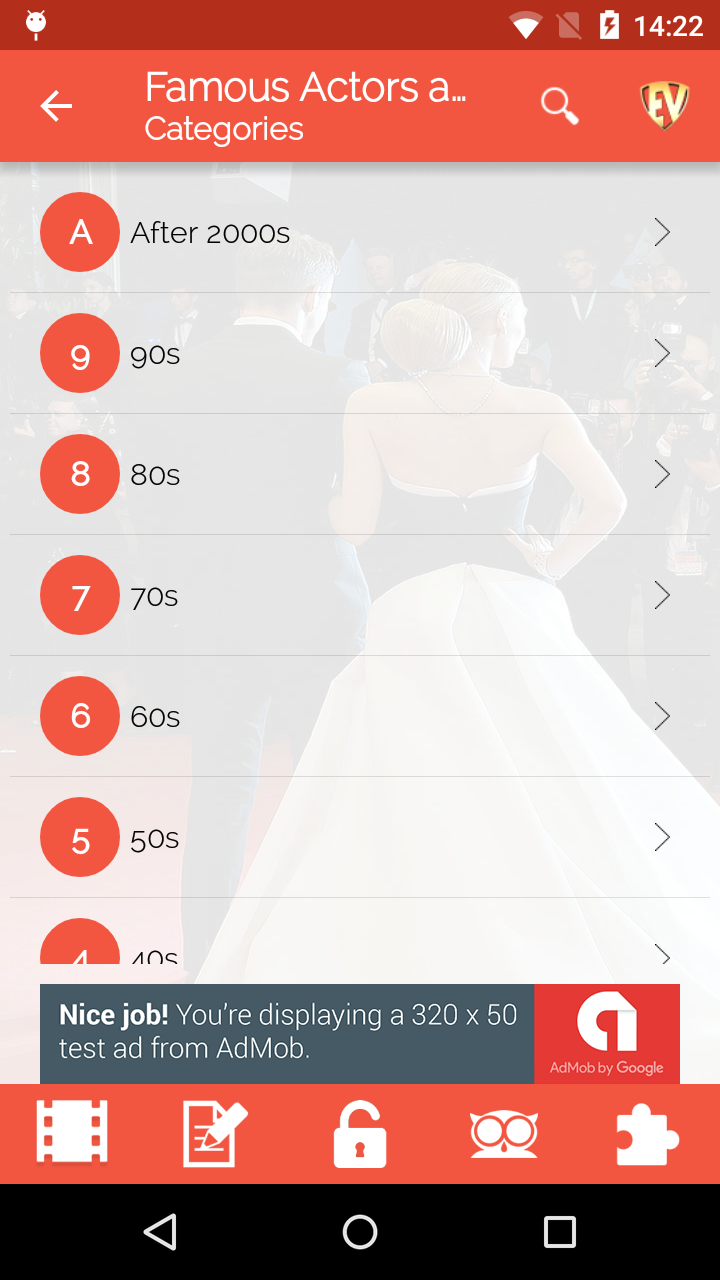 14:22
Famous Actors a...
Categories
EV
A After 2000s
9 90s
8 80s
7 70s
6 60s
5 50s
4 40s
Nice job! You're displaying a 320 x 50
test ad from AdMob.
AdMob by Google